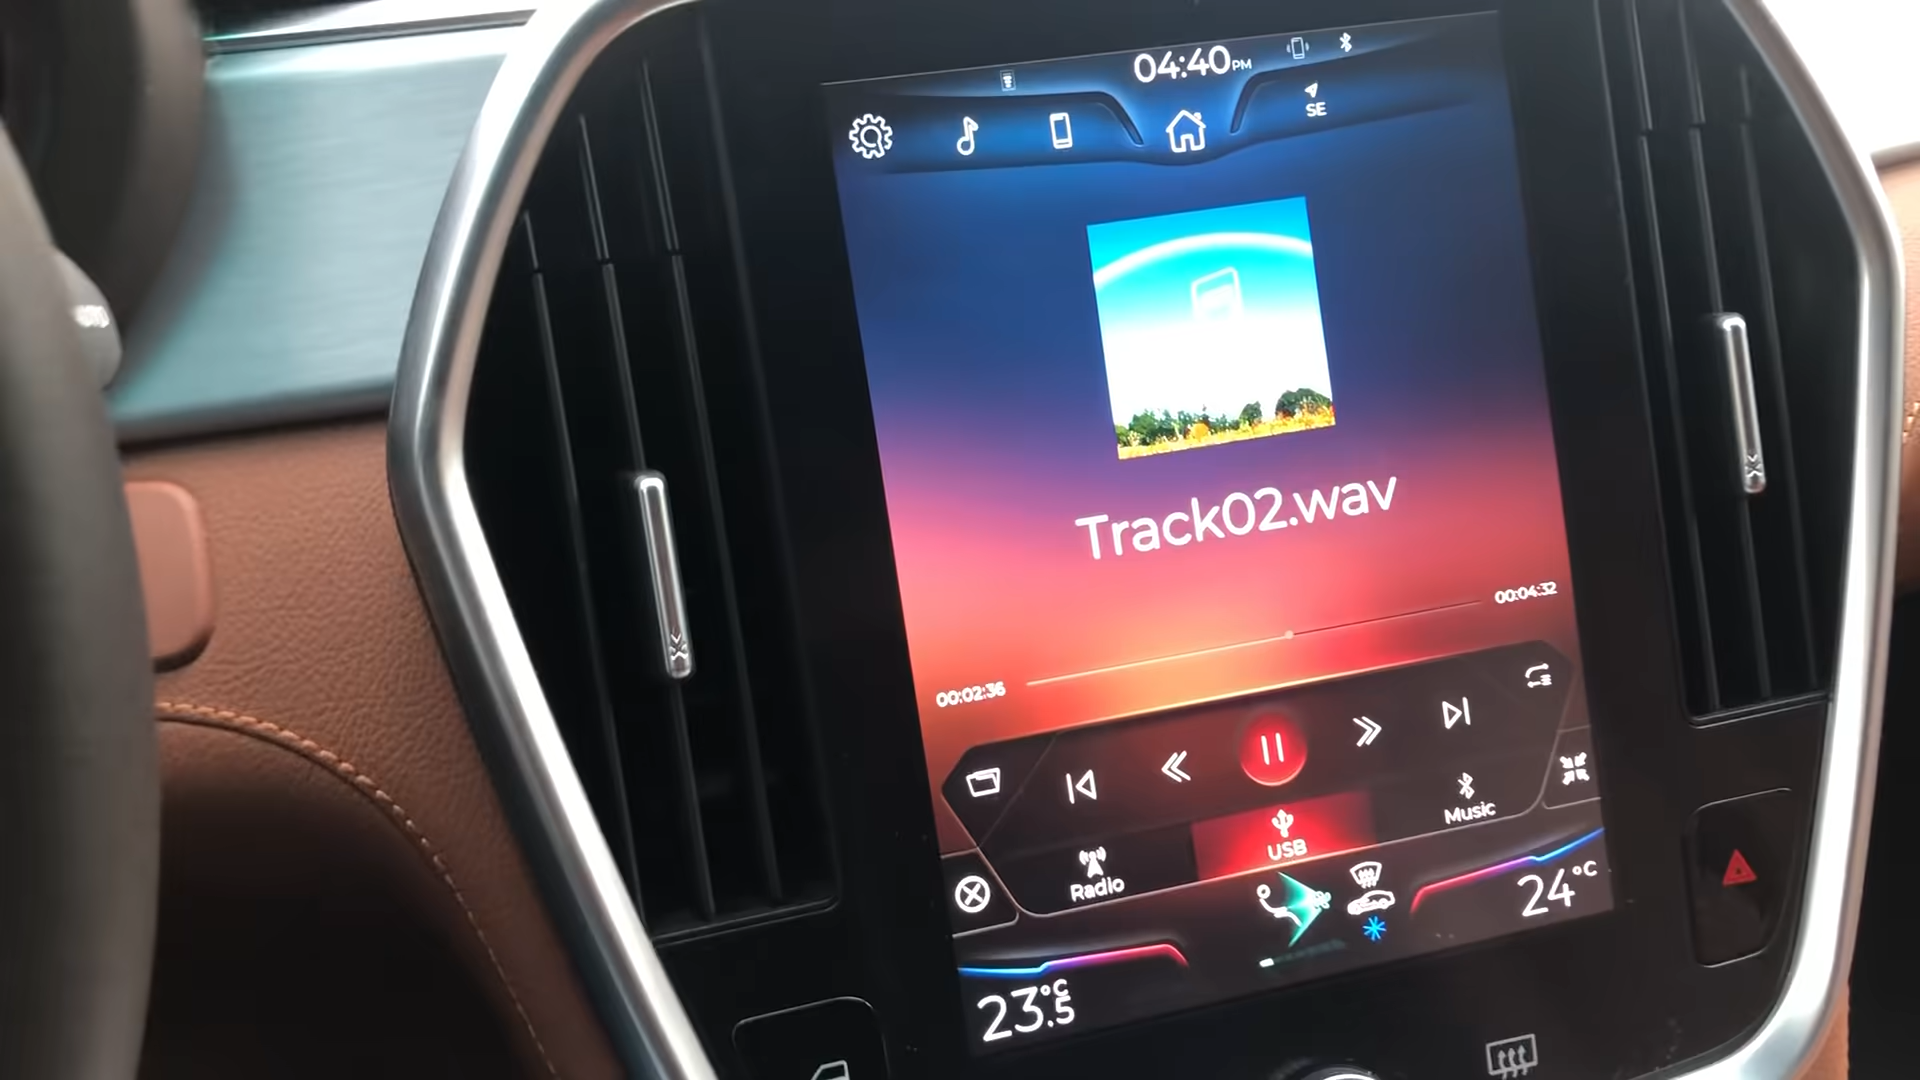 04:40PM
SE
Track02.wav
00:02:36
00:04:32
Radio
USB
Music
23.5°C
24°C